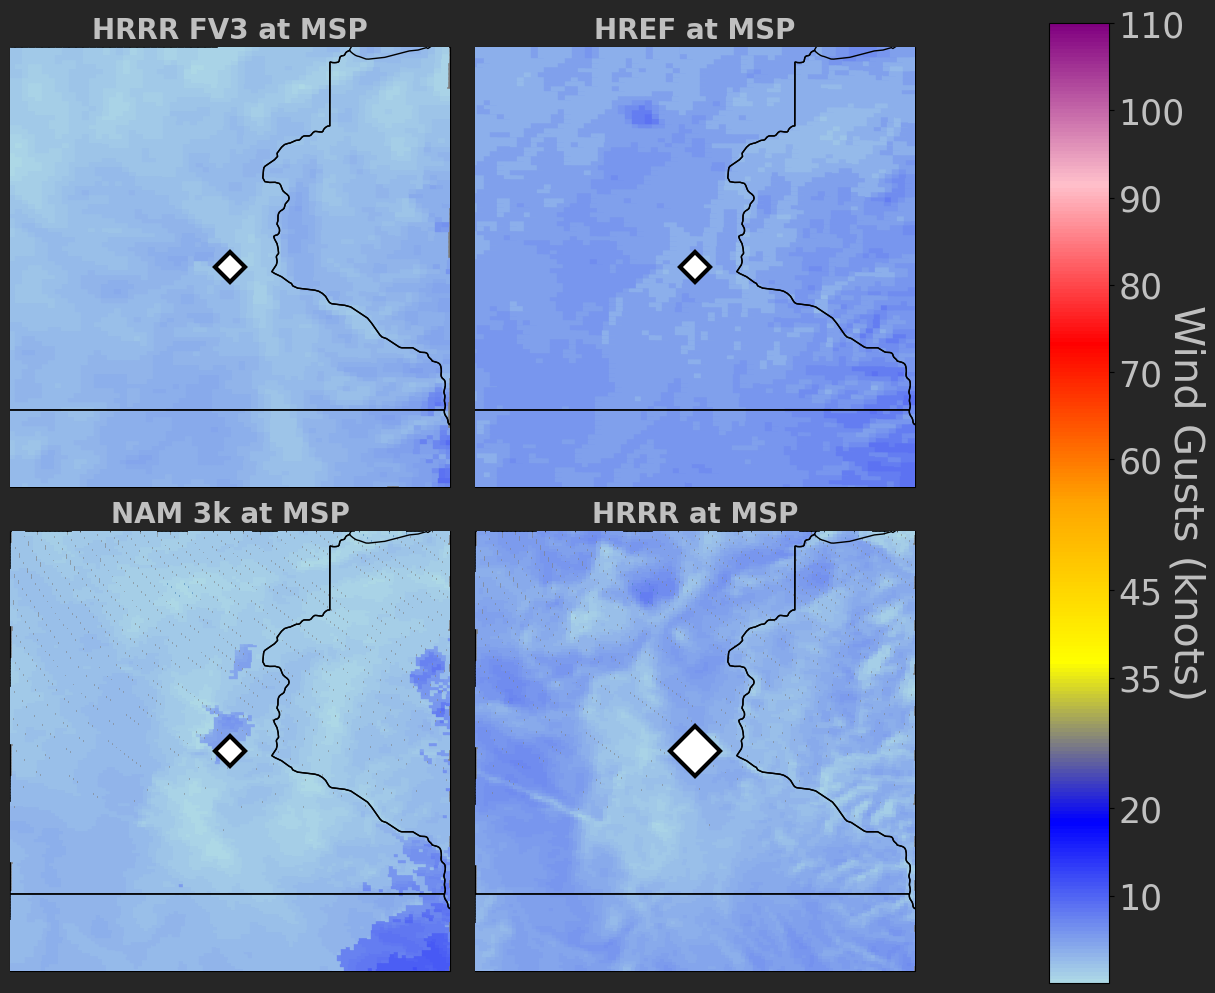 HRRR FV3 at MSP
HREF at MSP
NAM 3k at MSP
HRRR at MSP
110
100
90
80
70
60
45
35
20
10
Wind Gusts (knots)